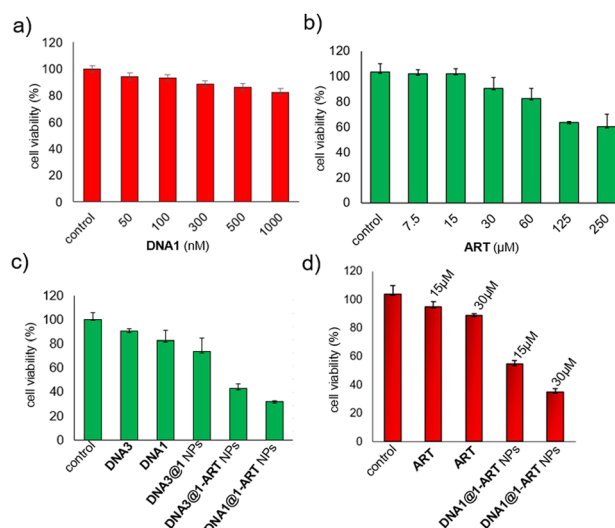 a)
120
100
80
60
40
20
0
cell viability (%)
control
50
100
300
500
1000
DNA1 (nM)
b)
120
100
80
60
40
20
0
cell viability (%)
control
7.5
15
30
60
125
250
ART (µM)
c)
120
100
80
60
40
20
0
cell viability (%)
control
DNA3
DNA1
DNA3@1 NPs
DNA3@1-ART NPs
DNA1@1-ART NPs
d)
120
100
80
60
40
20
0
cell viability (%)
15µM
30µM
15µM
30µM
control
ART
ART
DNA1@1-ART NPs
DNA1@1-ART NPs